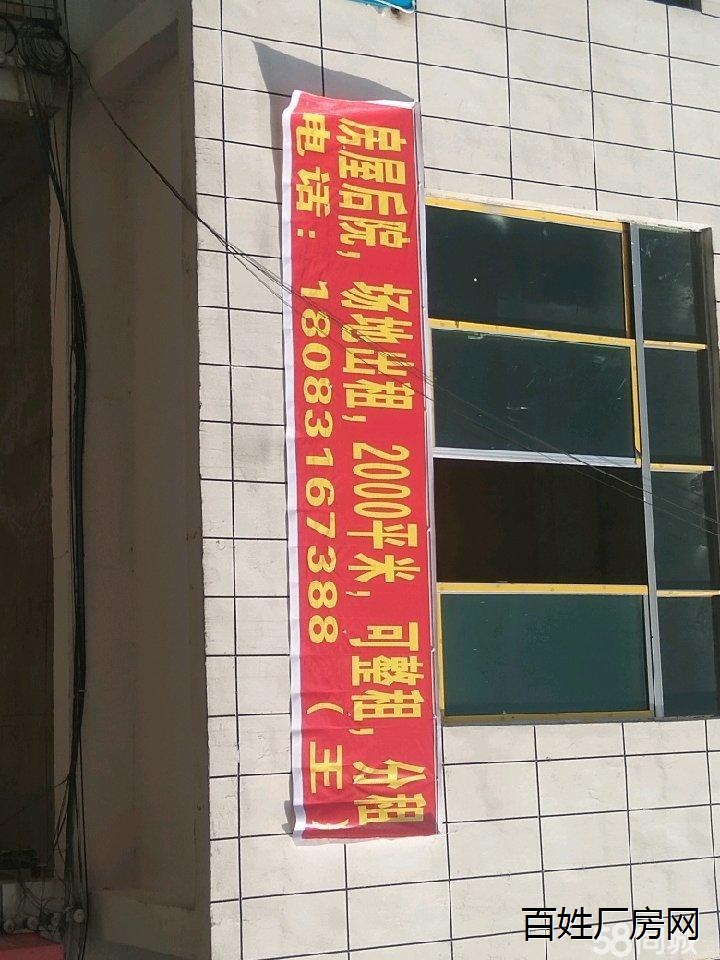 房屋后院，场地出租，2000平米，可整租，分租
电话：18083167388（王）
百姓厂房网
58同城